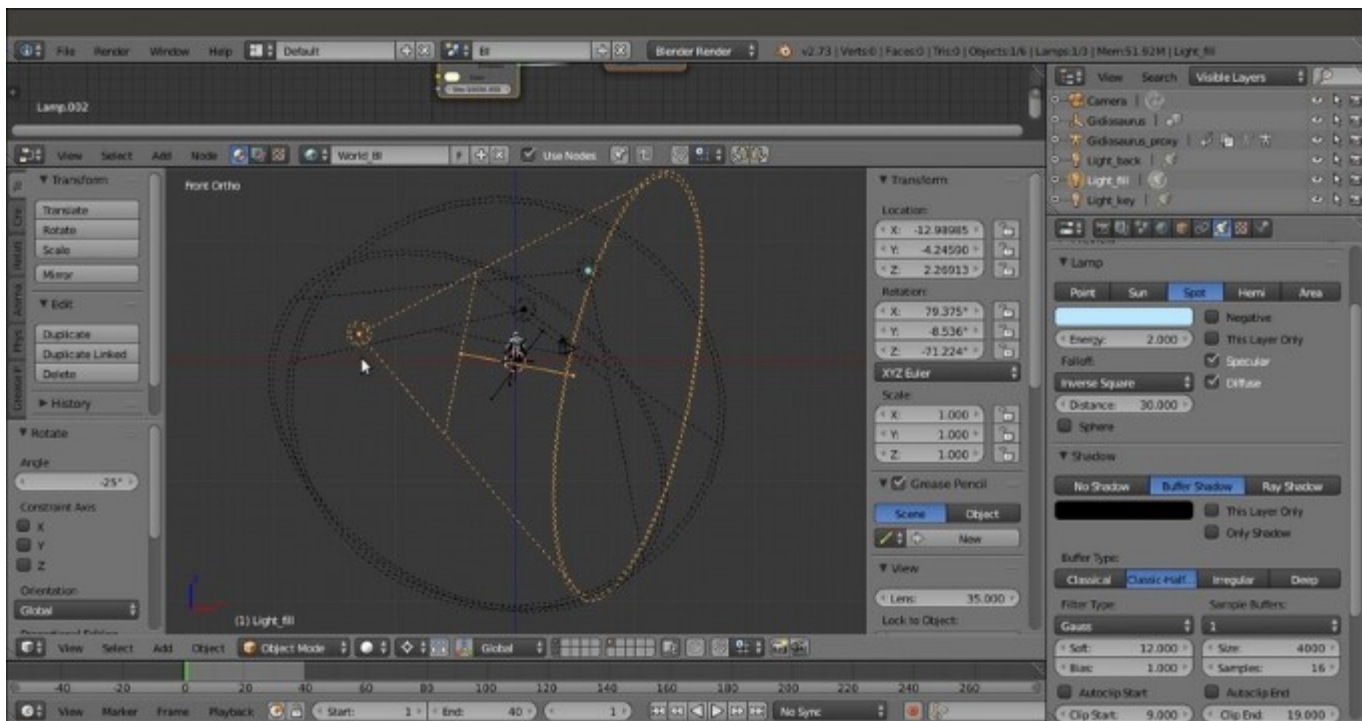 File Render Window Help Default BI Blender Render v2.73 | Verts:0 | Faces:0 | Tris:0 | Objects:1/6 | Lamps:1/3 | Mem:51.92M | Light_fill
Lamp.002
View Select Add Node World_BI F Use Nodes
View Search Visible Layers
Camera
Gidiosaurus
Gidiosaurus_proxy
Light_back
Light_fill
Light_key
Transform
Translate
Rotate
Scale
Mirror
Edit
Duplicate
Duplicate Linked
Delete
History
Rotate
Angle
-25°
Constraint Axis
X
Y
Z
Orientation
Global
Front Ortho
(1) Light_fill
Transform
Location:
X: -12.98985
Y: -4.24590
Z: 2.26913
Rotation:
X: 79.375°
Y: -8.536°
Z: -71.224°
XYZ Euler
Scale:
X: 1.000
Y: 1.000
Z: 1.000
Grease Pencil
Scene Object
New
View
Lens: 35.000
Lock to Object:
Lamp
Point Sun Spot Hemi Area
Negative
Energy: 2.000 This Layer Only
Falloff: Specular
Inverse Square Diffuse
Distance: 30.000
Sphere
Shadow
No Shadow Buffer Shadow Ray Shadow
This Layer Only
Only Shadow
Buffer Type:
Classical Classic-Half... Irregular Deep
Filter Type: Sample Buffers:
Gauss 1
Soft: 12.000 Size: 4000
Bias: 1.000 Samples: 16
Autoclip Start Autoclip End
Clip Start: 9.000 Clip End: 19.000
View Select Add Object Object Mode Global
-40 -20 0 20 40 60 80 100 120 140 160 180 200 220 240 260
View Marker Frame Playback Start: 1 End: 40 1 No Sync